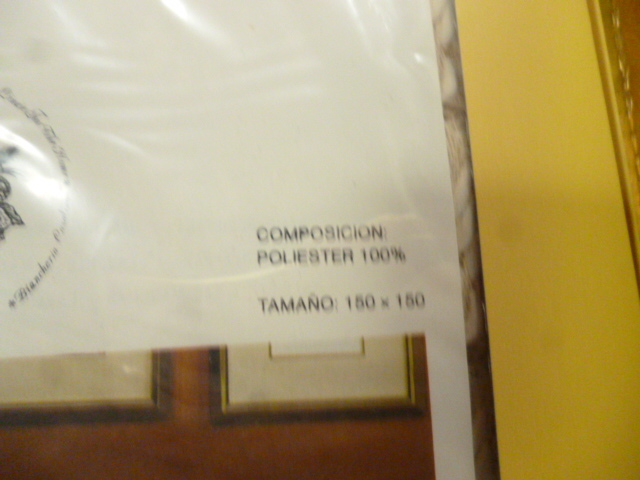 COMPOSICION:
POLIESTER 100%
TAMAÑO: 150 x 150